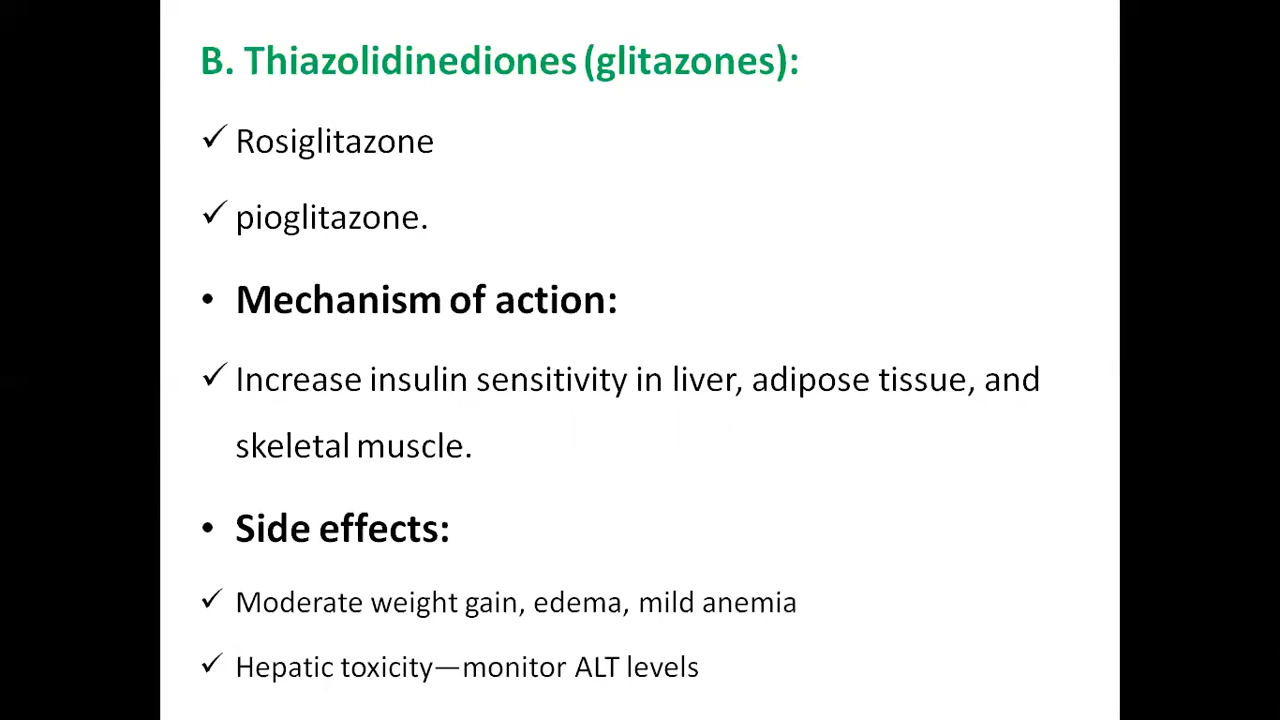 B. Thiazolidinediones (glitazones):
✓ Rosiglitazone
✓ pioglitazone.
• Mechanism of action:
✓ Increase insulin sensitivity in liver, adipose tissue, and
skeletal muscle.
• Side effects:
✓ Moderate weight gain, edema, mild anemia
✓ Hepatic toxicity—monitor ALT levels